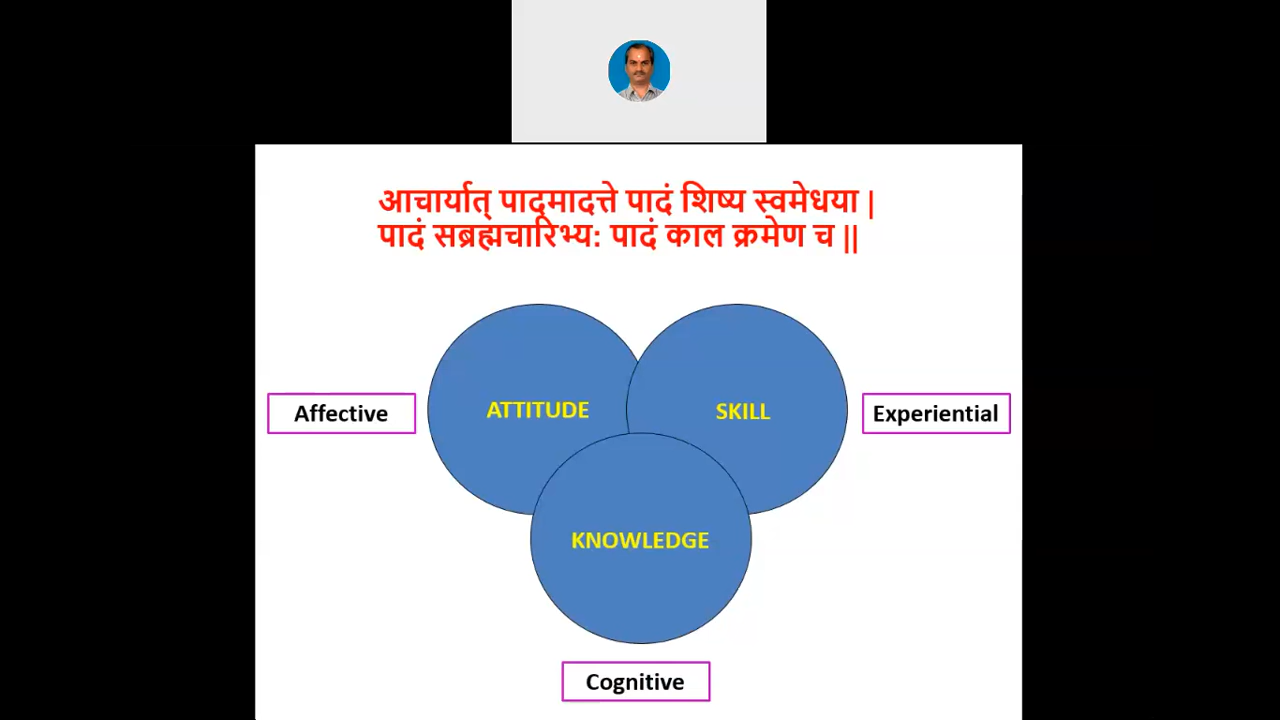 आचार्यात् पादमादत्ते पादं शिष्य स्वमेधया |
पादं सब्रह्मचारिभ्य: पादं काल क्रमेण च ||
ATTITUDE
SKILL
Affective
Experiential
KNOWLEDGE
Cognitive